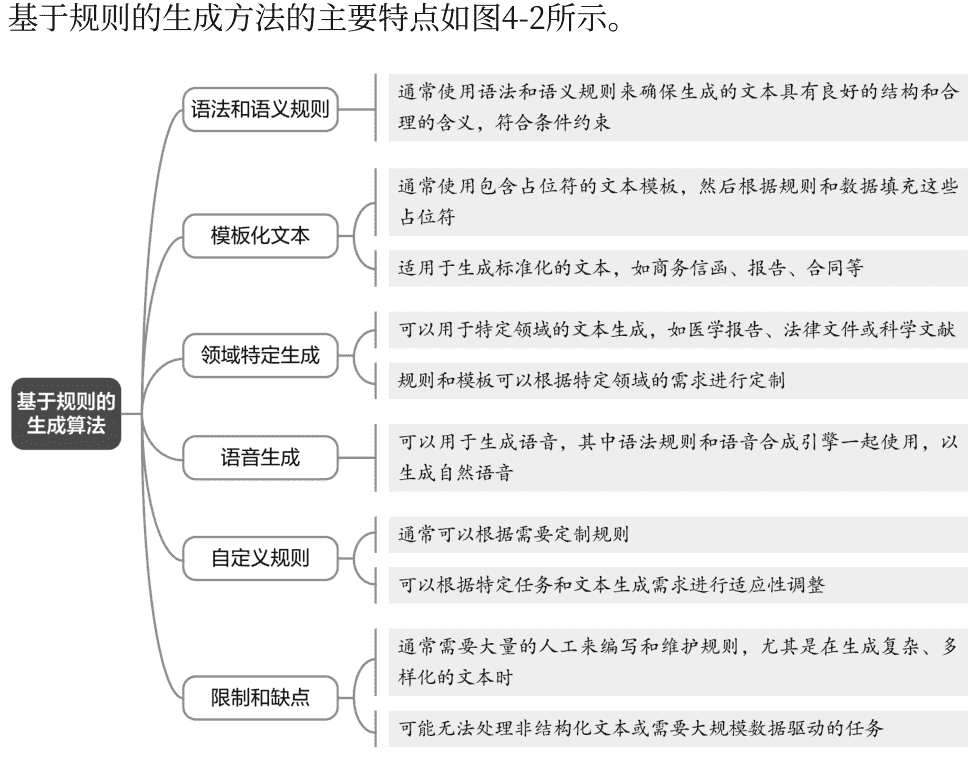 基于规则的生成方法的主要特点如图4-2所示。
基于规则的
生成算法
语法和语义规则
通常使用语法和语义规则来确保生成的文本具有良好的结构和合
理的含义，符合条件约束
模板化文本
通常使用包含占位符的文本模板，然后根据规则和数据填充这些
占位符
适用于生成标准化的文本，如商务信函、报告、合同等
领域特定生成
可以用于特定领域的文本生成，如医学报告、法律文件或科学文献
规则和模板可以根据特定领域的需求进行定制
语音生成
可以用于生成语音，其中语法规则和语音合成引擎一起使用，以
生成自然语音
自定义规则
通常可以根据需要定制规则
可以根据特定任务和文本生成需求进行适应性调整
限制和缺点
通常需要大量的人工来编写和维护规则，尤其是在生成复杂、多
样化的文本时
可能无法处理非结构化文本或需要大规模数据驱动的任务